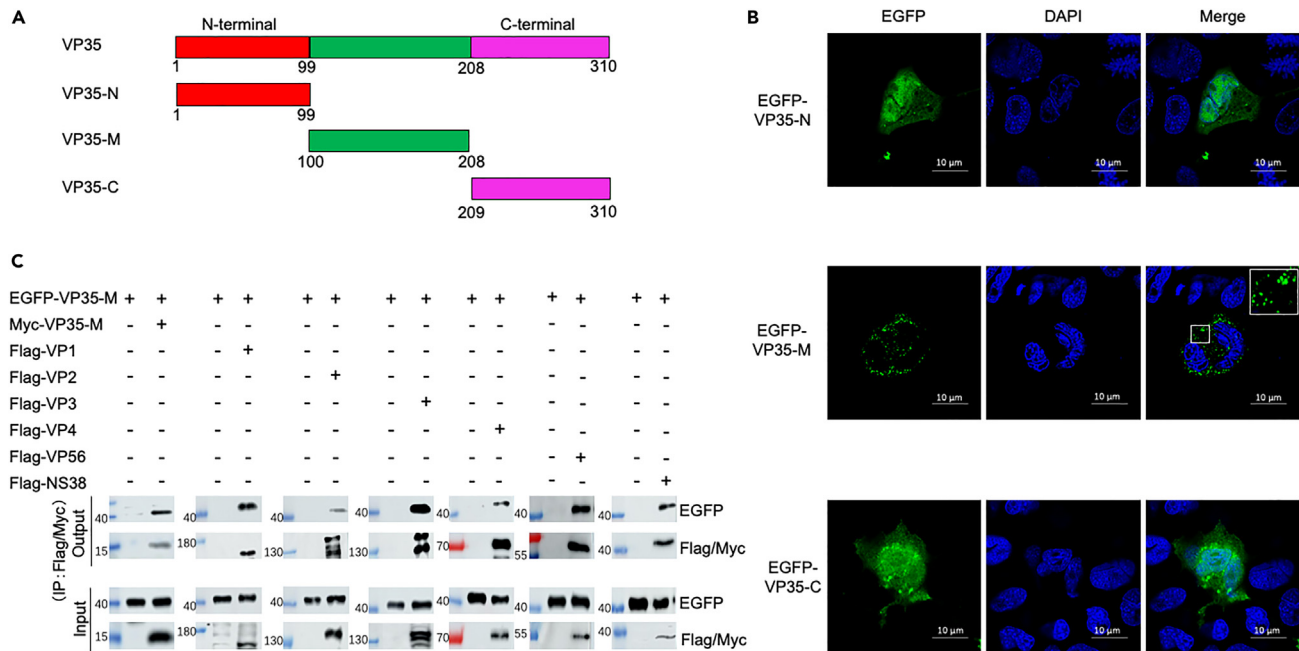 A
N-terminal C-terminal
VP35
1 99 208 310
VP35-N
1 99
VP35-M
100 208
VP35-C
209 310
B
EGFP DAPI Merge
EGFP-
VP35-N
10 µm 10 µm 10 µm
EGFP-
VP35-M
10 µm 10 µm 10 µm
EGFP-
VP35-C
10 µm 10 µm 10 µm
C
EGFP-VP35-M + + + + + + + + + + + + + +
Myc-VP35-M - + - - - - - - - - - - - -
Flag-VP1 - - - + - - - - - - - - - -
Flag-VP2 - - - - - + - - - - - - - -
Flag-VP3 - - - - - - - + - - - - - -
Flag-VP4 - - - - - - - - - + - - - -
Flag-VP56 - - - - - - - - - - - + - -
Flag-NS38 - - - - - - - - - - - - - +
(IP : Flag/Myc)
Output
40 40 40 40 40 40 40 EGFP
15 180 130 130 70 55 40 Flag/Myc
Input
40 40 40 40 40 40 40 EGFP
15 180 130 130 70 55 40 Flag/Myc